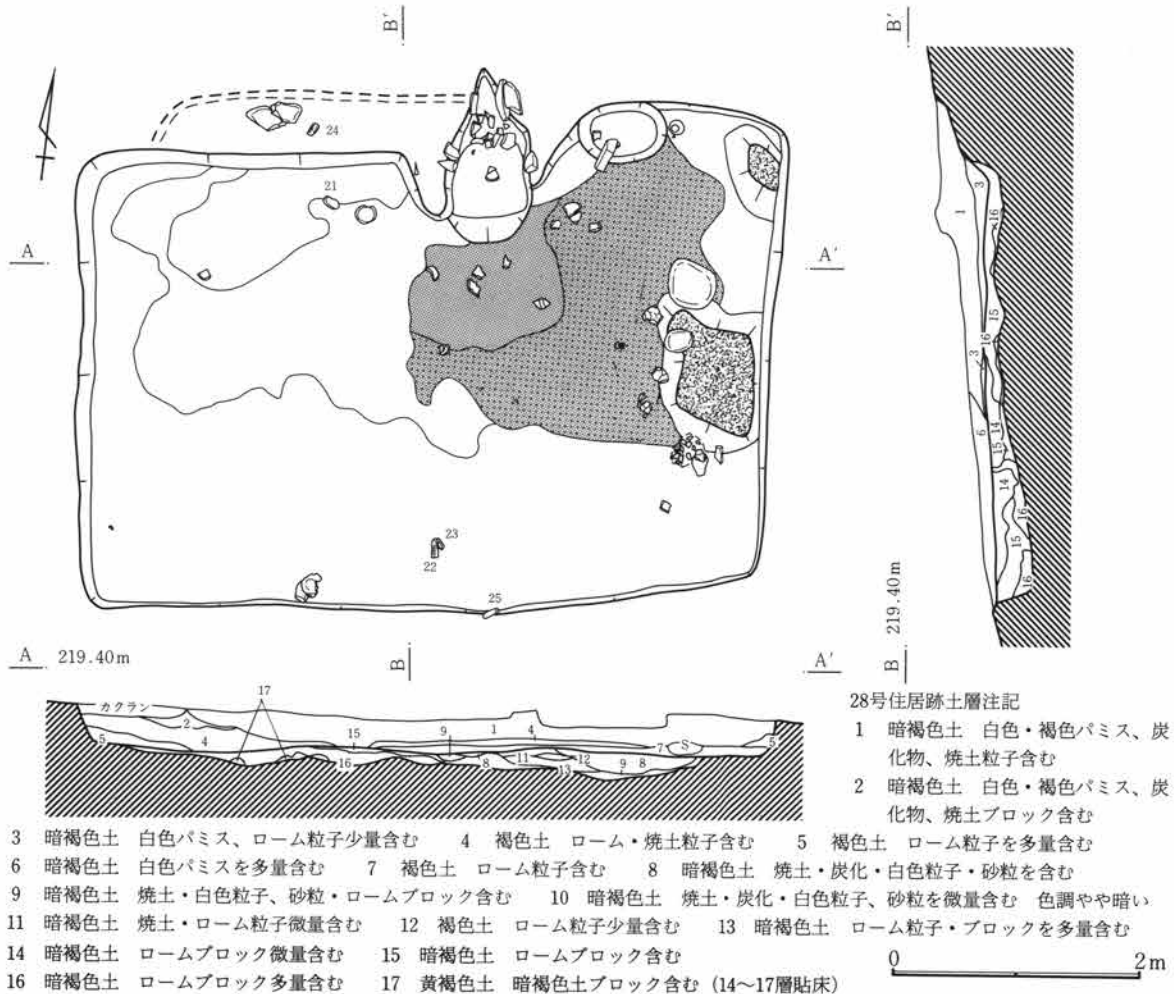 B'
B'
24
21
A
A'
23
22
25
A 219.40m
B
A'
219.40m
B
1
3
16
15
16
3
6
14
15
14
16
15
16
17
カクラン
2
5
4
15
9
1
4
7
S
5
16
8
11
12
13
9
8
28号住居跡土層注記
1 暗褐色土 白色・褐色パミス、炭
化物、焼土粒子含む
2 暗褐色土 白色・褐色パミス、炭
化物、焼土ブロック含む
3 暗褐色土 白色パミス、ローム粒子少量含む 4 褐色土 ローム・焼土粒子含む 5 褐色土 ローム粒子を多量含む
6 暗褐色土 白色パミスを多量含む 7 褐色土 ローム粒子含む 8 暗褐色土 焼土・炭化・白色粒子・砂粒を含む
9 暗褐色土 焼土・白色粒子、砂粒・ロームブロック含む 10 暗褐色土 焼土・炭化・白色粒子、砂粒を微量含む 色調やや暗い
11 暗褐色土 焼土・ローム粒子微量含む 12 褐色土 ローム粒子少量含む 13 暗褐色土 ローム粒子・ブロックを多量含む
14 暗褐色土 ロームブロック微量含む 15 暗褐色土 ロームブロック含む
16 暗褐色土 ロームブロック多量含む 17 黄褐色土 暗褐色土ブロック含む (14～17層貼床)
0 2m